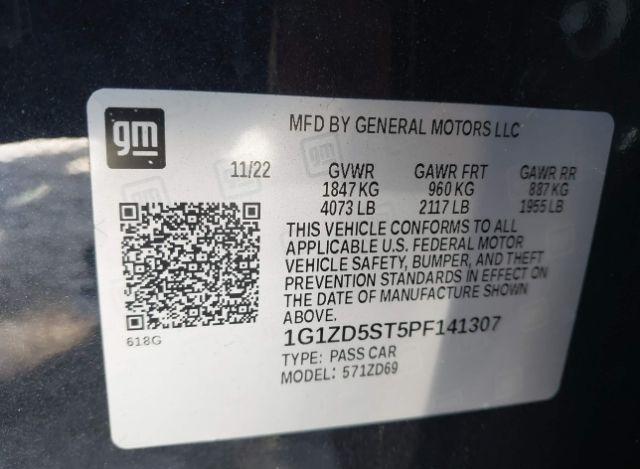 gm
MFD BY GENERAL MOTORS LLC
11/22 GVWR GAWR FRT GAWR RR
1847 KG 960 KG 887 KG
4073 LB 2117 LB 1955 LB
THIS VEHICLE CONFORMS TO ALL
APPLICABLE U.S. FEDERAL MOTOR
VEHICLE SAFETY, BUMPER, AND THEFT
PREVENTION STANDARDS IN EFFECT ON
THE DATE OF MANUFACTURE SHOWN
ABOVE.
618G
1G1ZD5ST5PF141307
TYPE: PASS CAR
MODEL: 571ZD69